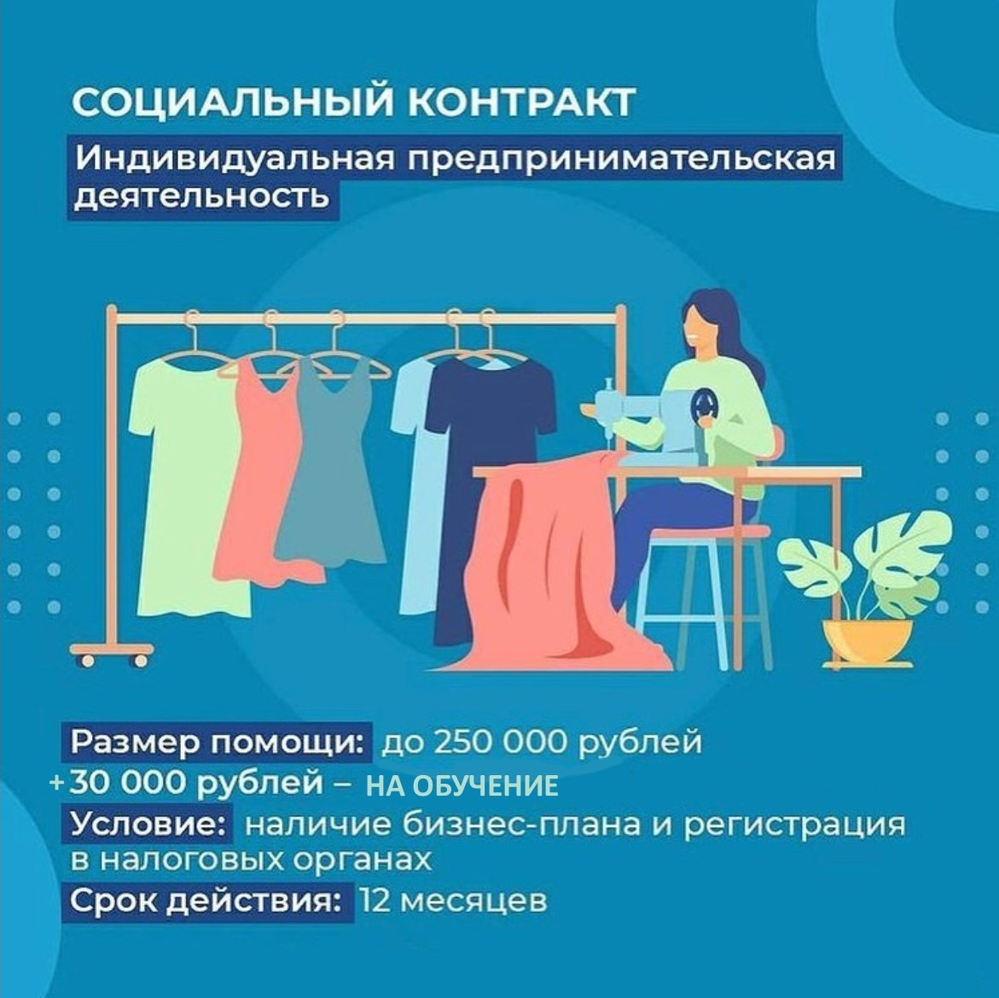 СОЦИАЛЬНЫЙ КОНТРАКТ
Индивидуальная предпринимательская
деятельность
Размер помощи: до 250 000 рублей
+30 000 рублей – НА ОБУЧЕНИЕ
Условие: наличие бизнес-плана и регистрация
в налоговых органах
Срок действия: 12 месяцев